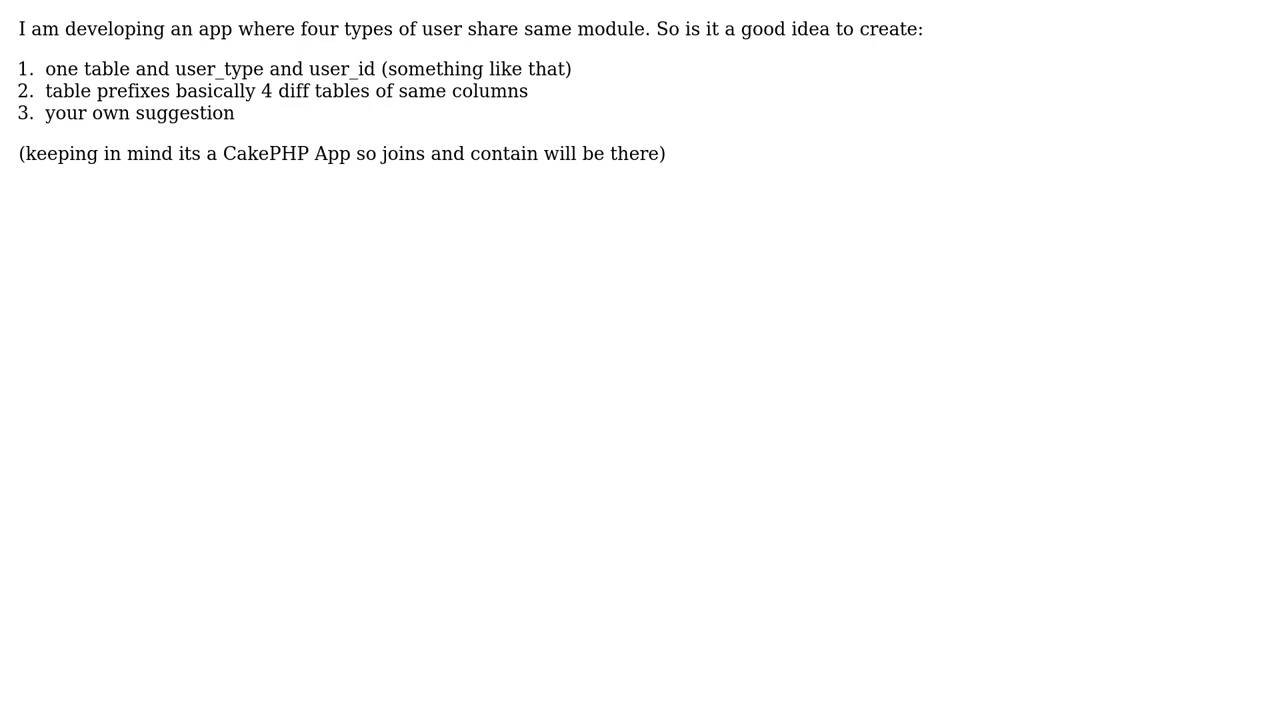 I am developing an app where four types of user share same module. So is it a good idea to create:
1. one table and user_type and user_id (something like that)
2. table prefixes basically 4 diff tables of same columns
3. your own suggestion
(keeping in mind its a CakePHP App so joins and contain will be there)